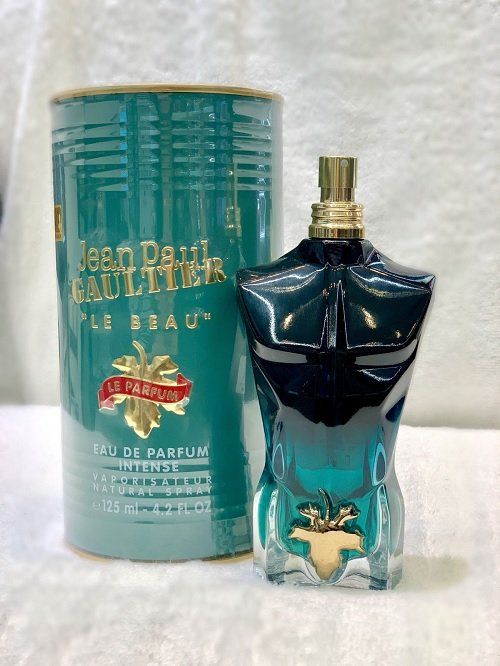 Jean Paul
GAULTIER
"LE BEAU"
LE PARFUM
EAU DE PARFUM
INTENSE
VAPORISATEUR
NATURAL SPRAY
e 125 ml - 4.2 FL OZ